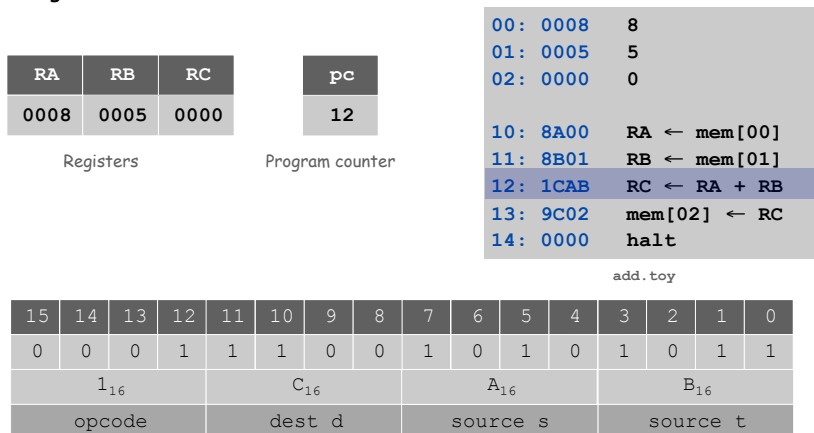 00: 0008 8
01: 0005 5
02: 0000 0
RA RB RC
0008 0005 0000
Registers
pc
12
Program counter
10: 8A00 RA ← mem[00]
11: 8B01 RB ← mem[01]
12: 1CAB RC ← RA + RB
13: 9C02 mem[02] ← RC
14: 0000 halt
add.toy
15 14 13 12 11 10 9 8 7 6 5 4 3 2 1 0
0 0 0 1 1 1 0 0 1 0 1 0 1 0 1 1
1₁₆ C₁₆ A₁₆ B₁₆
opcode dest d source s source t